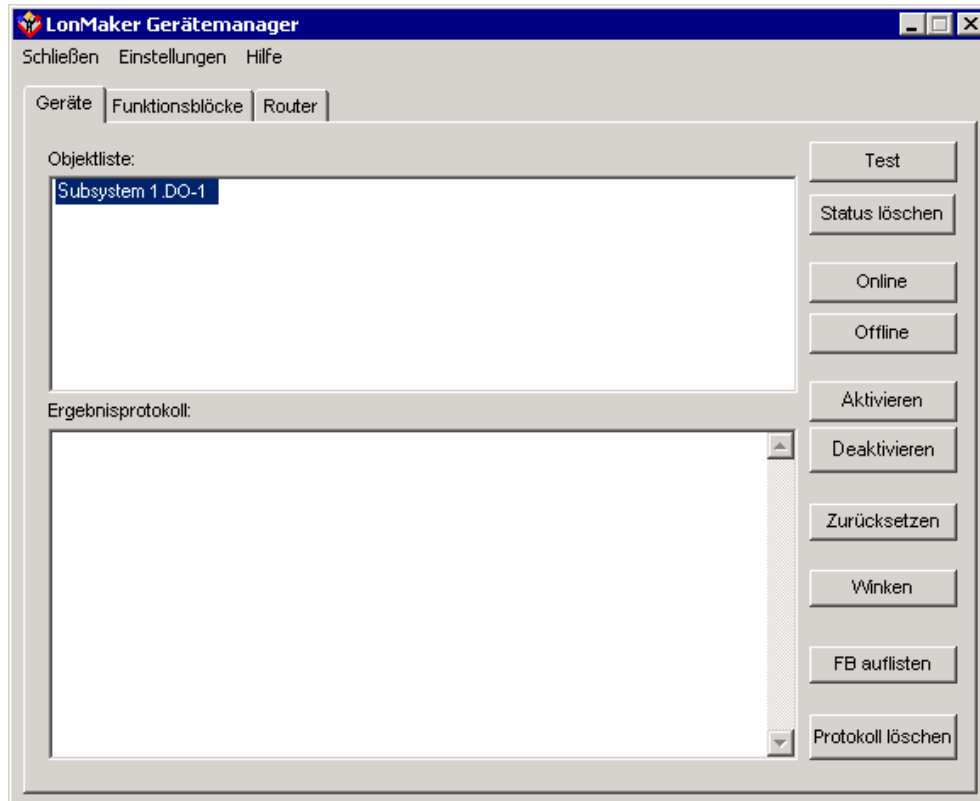 LonMaker Gerätemanager
Schließen Einstellungen Hilfe
Geräte Funktionsblöcke Router
Objektliste:
Subsystem 1.DO-1
Test
Status löschen
Online
Offline
Aktivieren
Ergebnisprotokoll:
Deaktivieren
Zurücksetzen
Winken
FB auflisten
Protokoll löschen